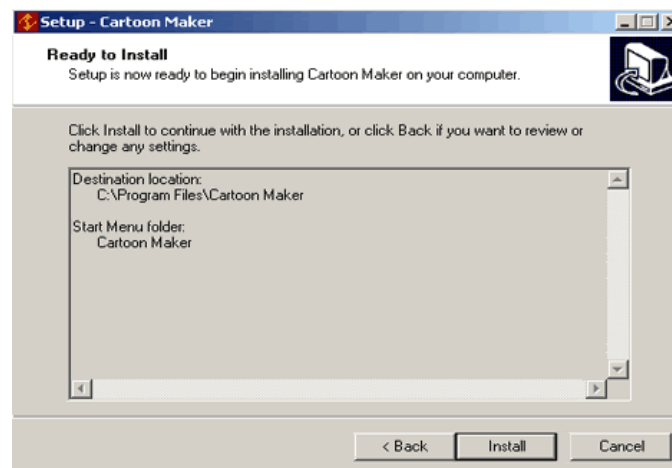 Setup - Cartoon Maker
Ready to Install
Setup is now ready to begin installing Cartoon Maker on your computer.
Click Install to continue with the installation, or click Back if you want to review or
change any settings.
Destination location:
C:\Program Files\Cartoon Maker
Start Menu folder:
Cartoon Maker
< Back Install Cancel